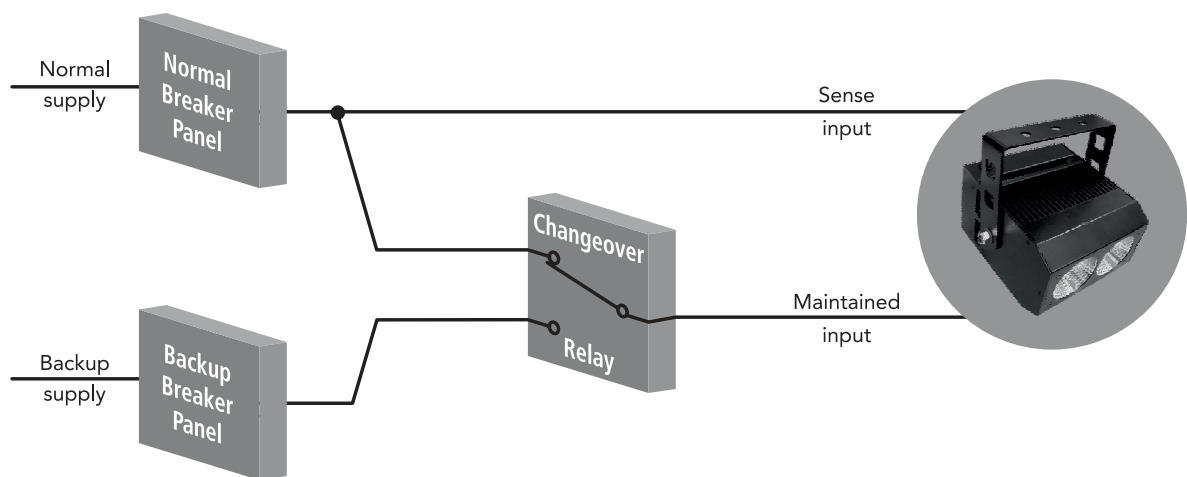 Normal
supply
Normal
Breaker
Panel
Sense
input
Changeover
Relay
Maintained
input
Backup
supply
Backup
Breaker
Panel